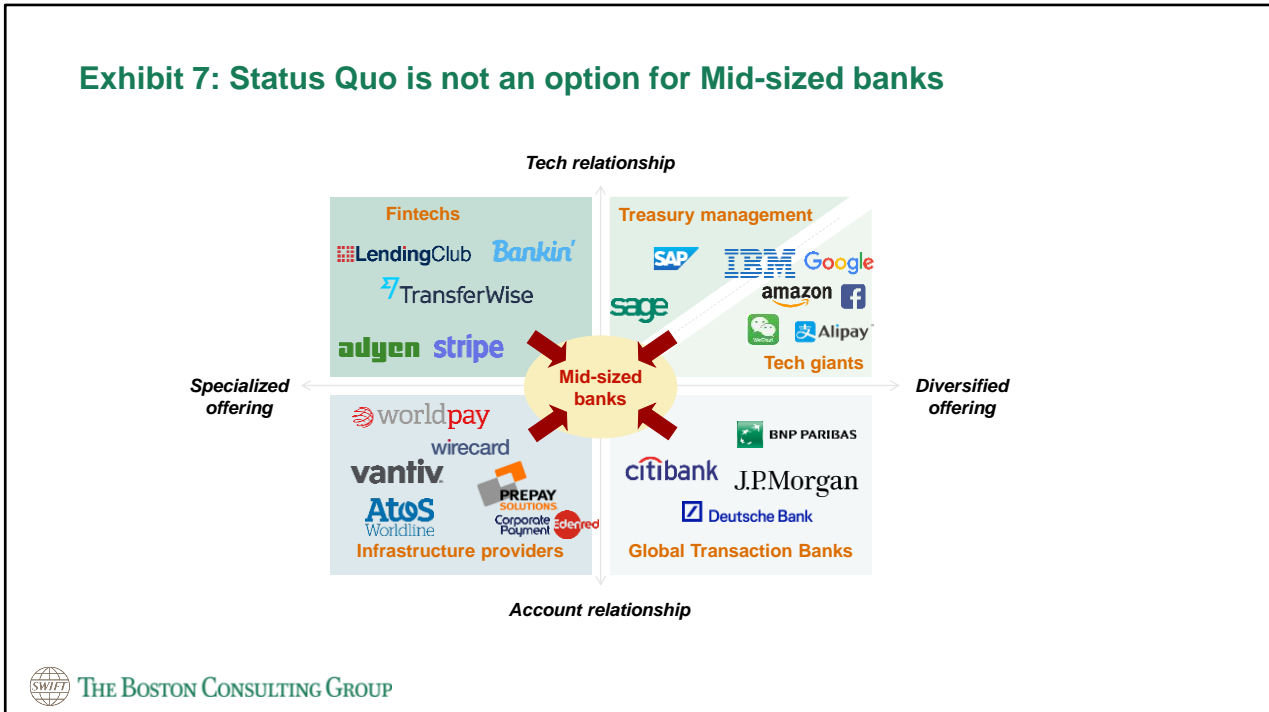 Exhibit 7: Status Quo is not an option for Mid-sized banks
Tech relationship
Fintechs
LendingClub
Bankin'
TransferWise
adyen
stripe
Treasury management
SAP
IBM
Google
sage
amazon
WeChat
Alipay
Tech giants
Specialized
offering
Mid-sized
banks
Diversified
offering
worldpay
wirecard
vantiv
PREPAY
SOLUTIONS
AtoS
Worldline
Corporate
Payment
Edenred
Infrastructure providers
BNP PARIBAS
citibank
J.P.Morgan
Deutsche Bank
Global Transaction Banks
Account relationship
SWIFT
THE BOSTON CONSULTING GROUP